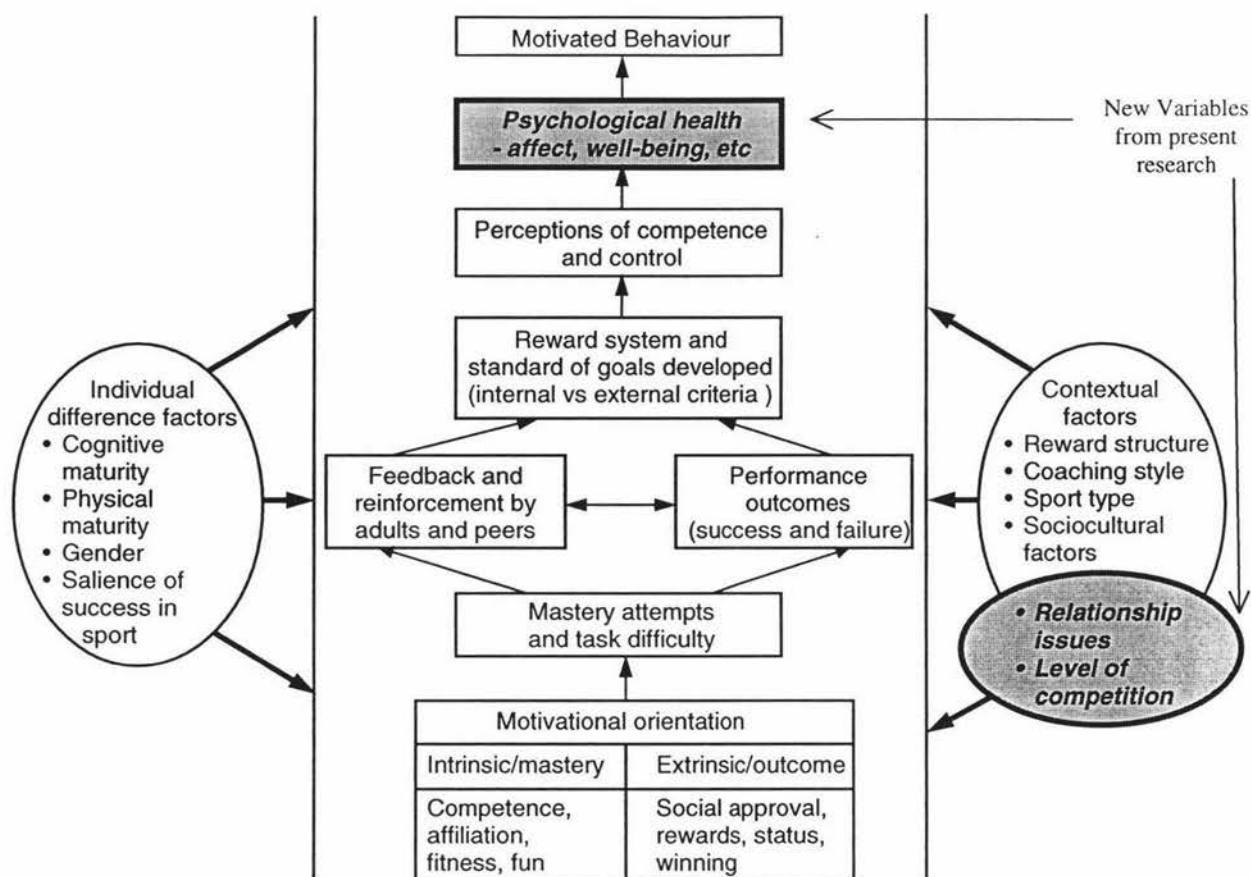 Motivated Behaviour
Psychological health
- affect, well-being, etc
New Variables
from present
research
Perceptions of competence
and control
Reward system and
standard of goals developed
(internal vs external criteria )
Individual
difference factors
• Cognitive
maturity
• Physical
maturity
• Gender
• Salience of
success in
sport
Feedback and
reinforcement by
adults and peers
Performance
outcomes
(success and failure)
Contextual
factors
• Reward structure
• Coaching style
• Sport type
• Sociocultural
factors
• Relationship
issues
• Level of
competition
Mastery attempts
and task difficulty
Motivational orientation
Intrinsic/mastery
Extrinsic/outcome
Competence,
affiliation,
fitness, fun
Social approval,
rewards, status,
winning